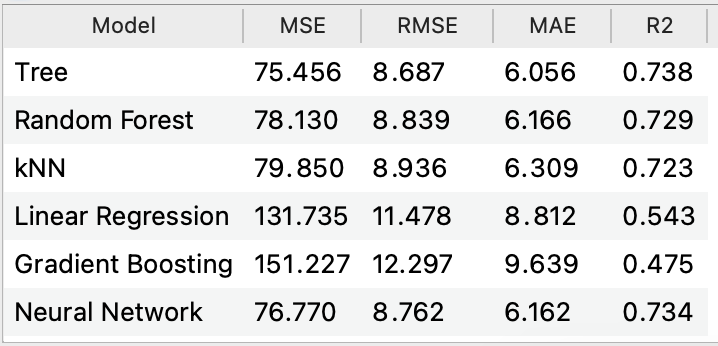 Model MSE RMSE MAE R2
Tree 75.456 8.687 6.056 0.738
Random Forest 78.130 8.839 6.166 0.729
kNN 79.850 8.936 6.309 0.723
Linear Regression 131.735 11.478 8.812 0.543
Gradient Boosting 151.227 12.297 9.639 0.475
Neural Network 76.770 8.762 6.162 0.734